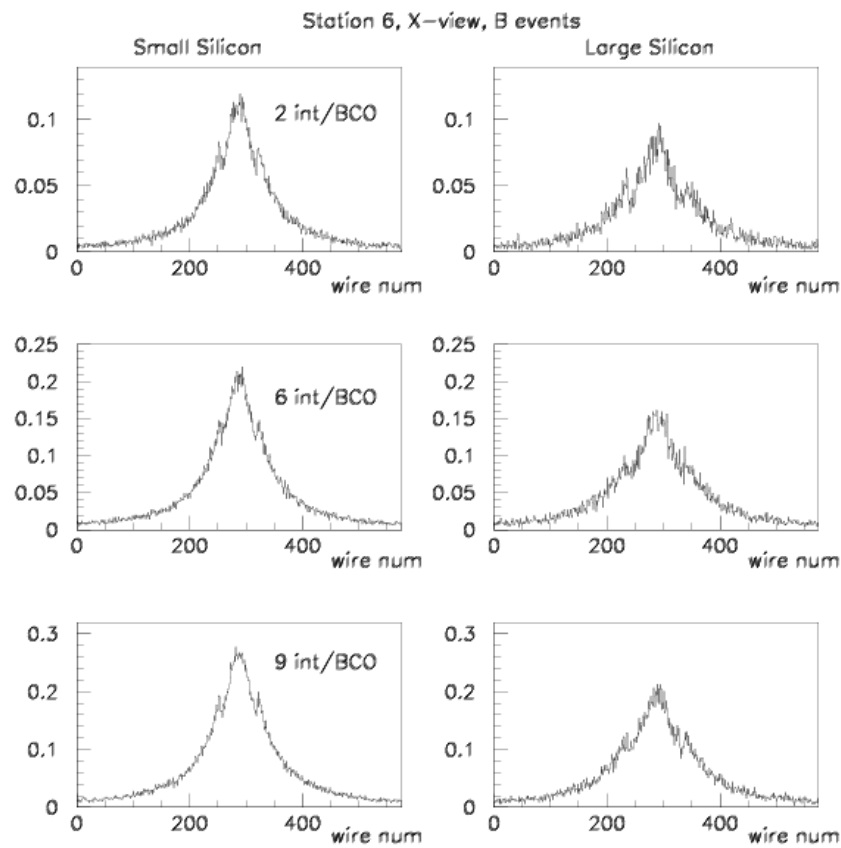 Station 6, X-view, B events
Small Silicon Large Silicon
0.1 2 int/BCO 0.1
0.05 0.05
0 0
0 200 400 0 200 400
wire num wire num
0.25 0.25
0.2 6 int/BCO 0.2
0.15 0.15
0.1 0.1
0.05 0.05
0 0
0 200 400 0 200 400
wire num wire num
0.3 9 int/BCO 0.3
0.2 0.2
0.1 0.1
0 0
0 200 400 0 200 400
wire num wire num